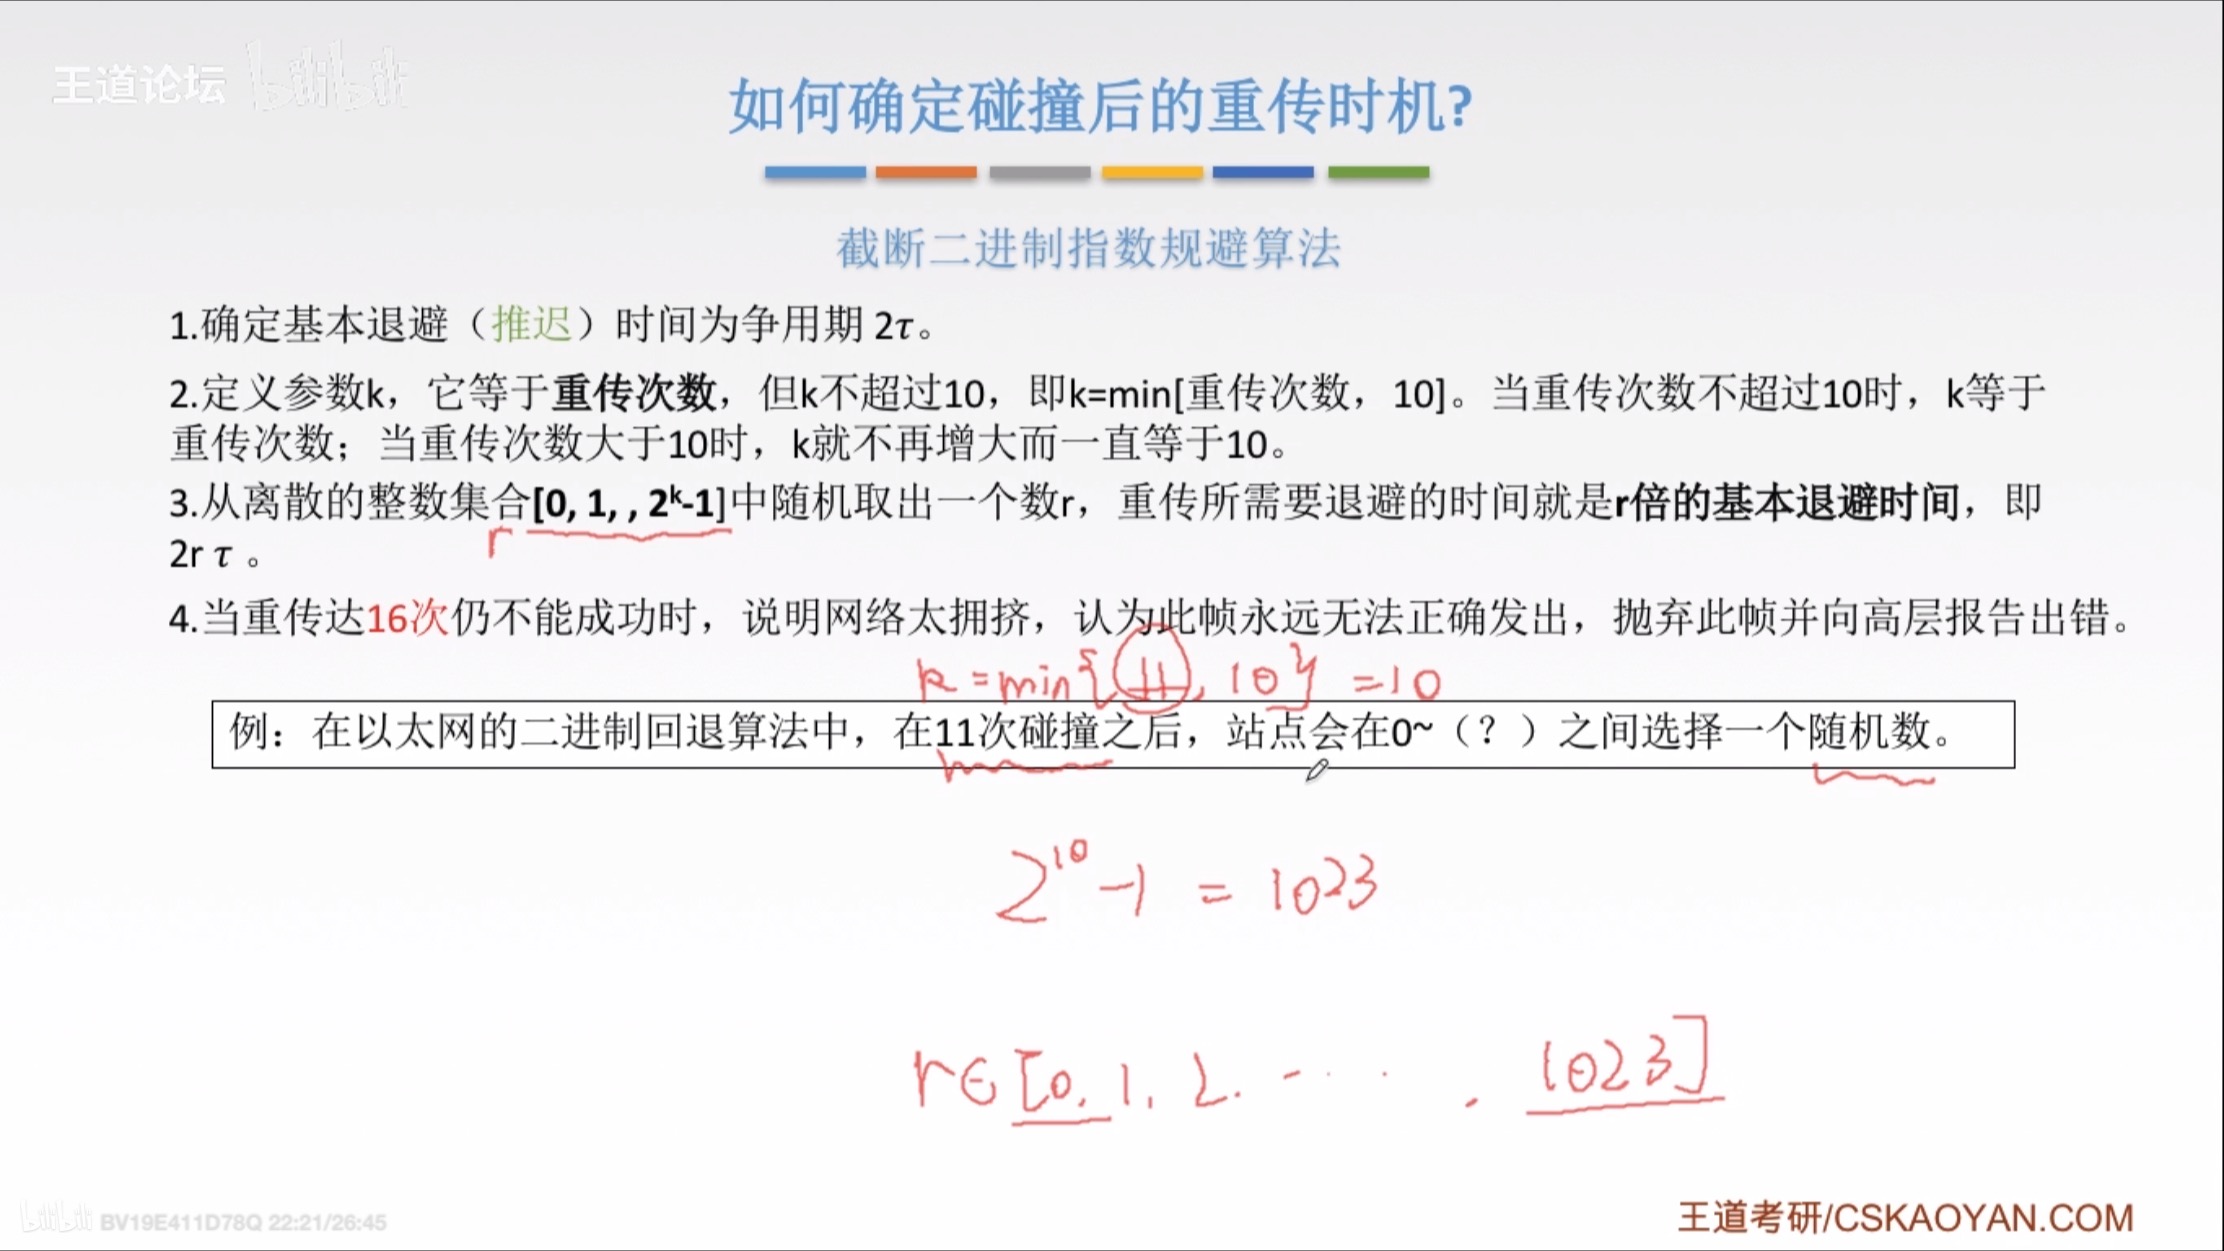 王道论坛 bilibili
如何确定碰撞后的重传时机?
截断二进制指数规避算法
1.确定基本退避（推迟）时间为争用期 2τ。
2.定义参数k，它等于重传次数，但k不超过10，即k=min[重传次数，10]。当重传次数不超过10时，k等于
重传次数；当重传次数大于10时，k就不再增大而一直等于10。
3.从离散的整数集合[0, 1, , 2ᵏ-1]中随机取出一个数r，重传所需要退避的时间就是r倍的基本退避时间，即
r
2r τ 。
4.当重传达16次仍不能成功时，说明网络太拥挤，认为此帧永远无法正确发出，抛弃此帧并向高层报告出错。
k = min{11, 10} = 10
例：在以太网的二进制回退算法中，在11次碰撞之后，站点会在0~（？）之间选择一个随机数。
2¹⁰-1 = 1023
r∈[0, 1, 2. - · · · . 1023]
bilibili BV19E411D78Q 22:21/26:45
王道考研/CSKAOYAN.COM